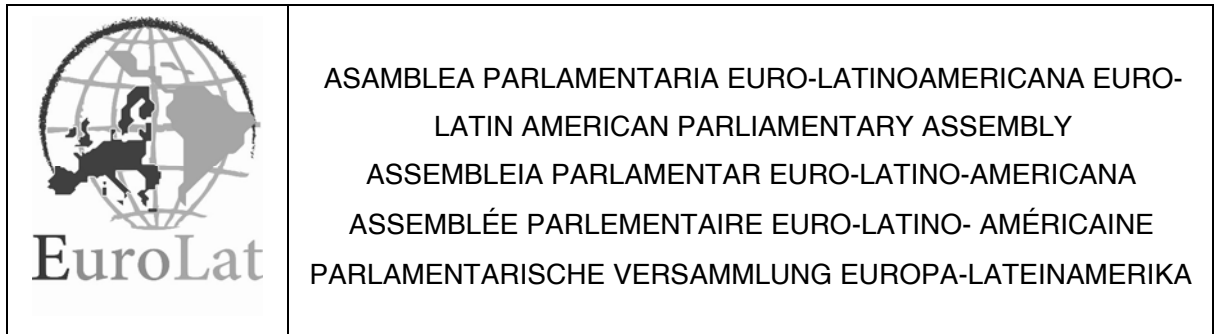 EuroLat
ASAMBLEA PARLAMENTARIA EURO-LATINOAMERICANA EURO-
LATIN AMERICAN PARLIAMENTARY ASSEMBLY
ASSEMBLEIA PARLAMENTAR EURO-LATINO-AMERICANA
ASSEMBLÉE PARLEMENTAIRE EURO-LATINO- AMÉRICAINE
PARLAMENTARISCHE VERSAMMLUNG EUROPA-LATEINAMERIKA